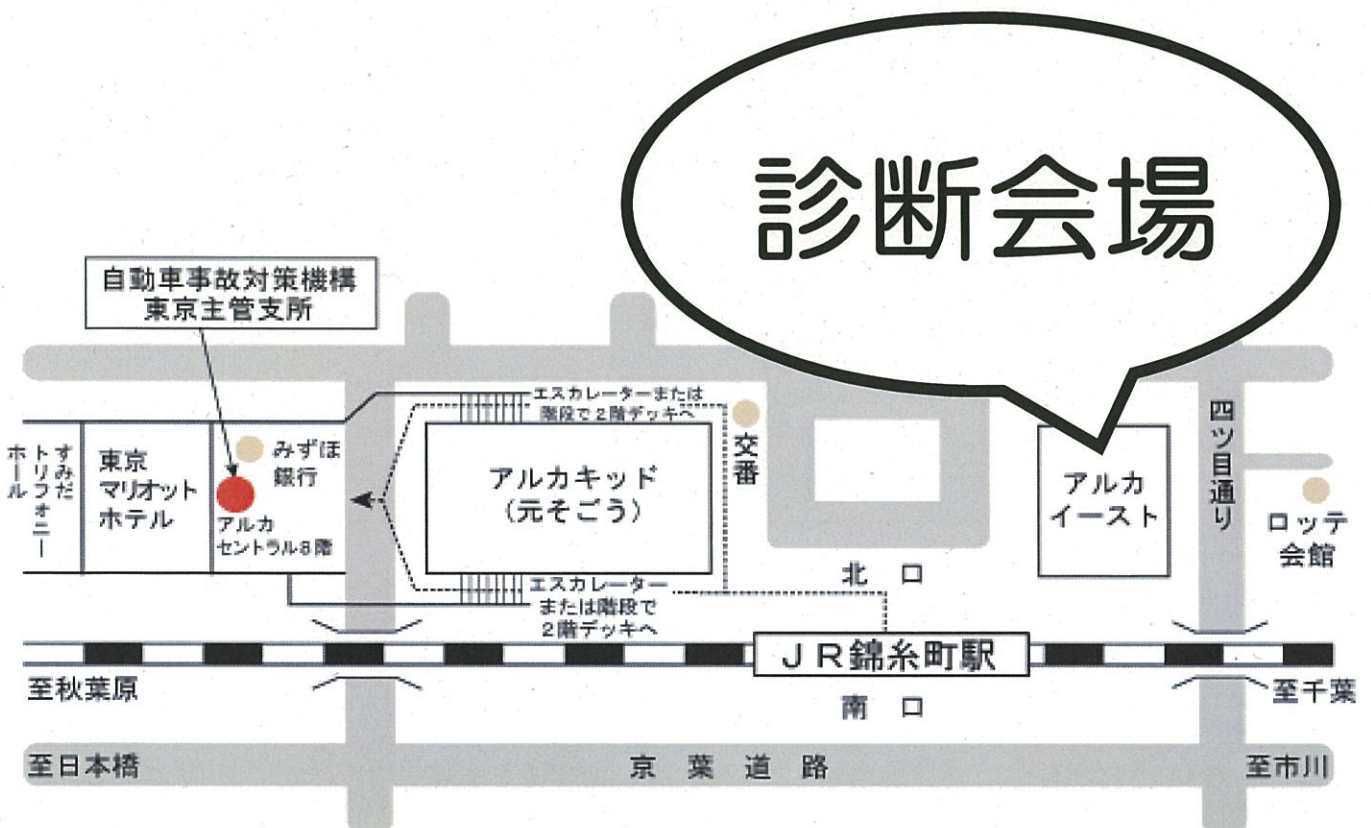 診断会場
自動車事故対策機構
東京主管支所
エスカレーターまたは
階段で2階デッキへ
交番
四ツ目通り
すみだ
トリフォニー
ホール
東京
マリオット
ホテル
みずほ
銀行
アルカ
セントラル8階
アルカキッド
(元そごう)
アルカ
イースト
ロッテ
会館
エスカレーター
または階段で
2階デッキへ
北口
JR錦糸町駅
至秋葉原
南口
至千葉
至日本橋
京葉道路
至市川